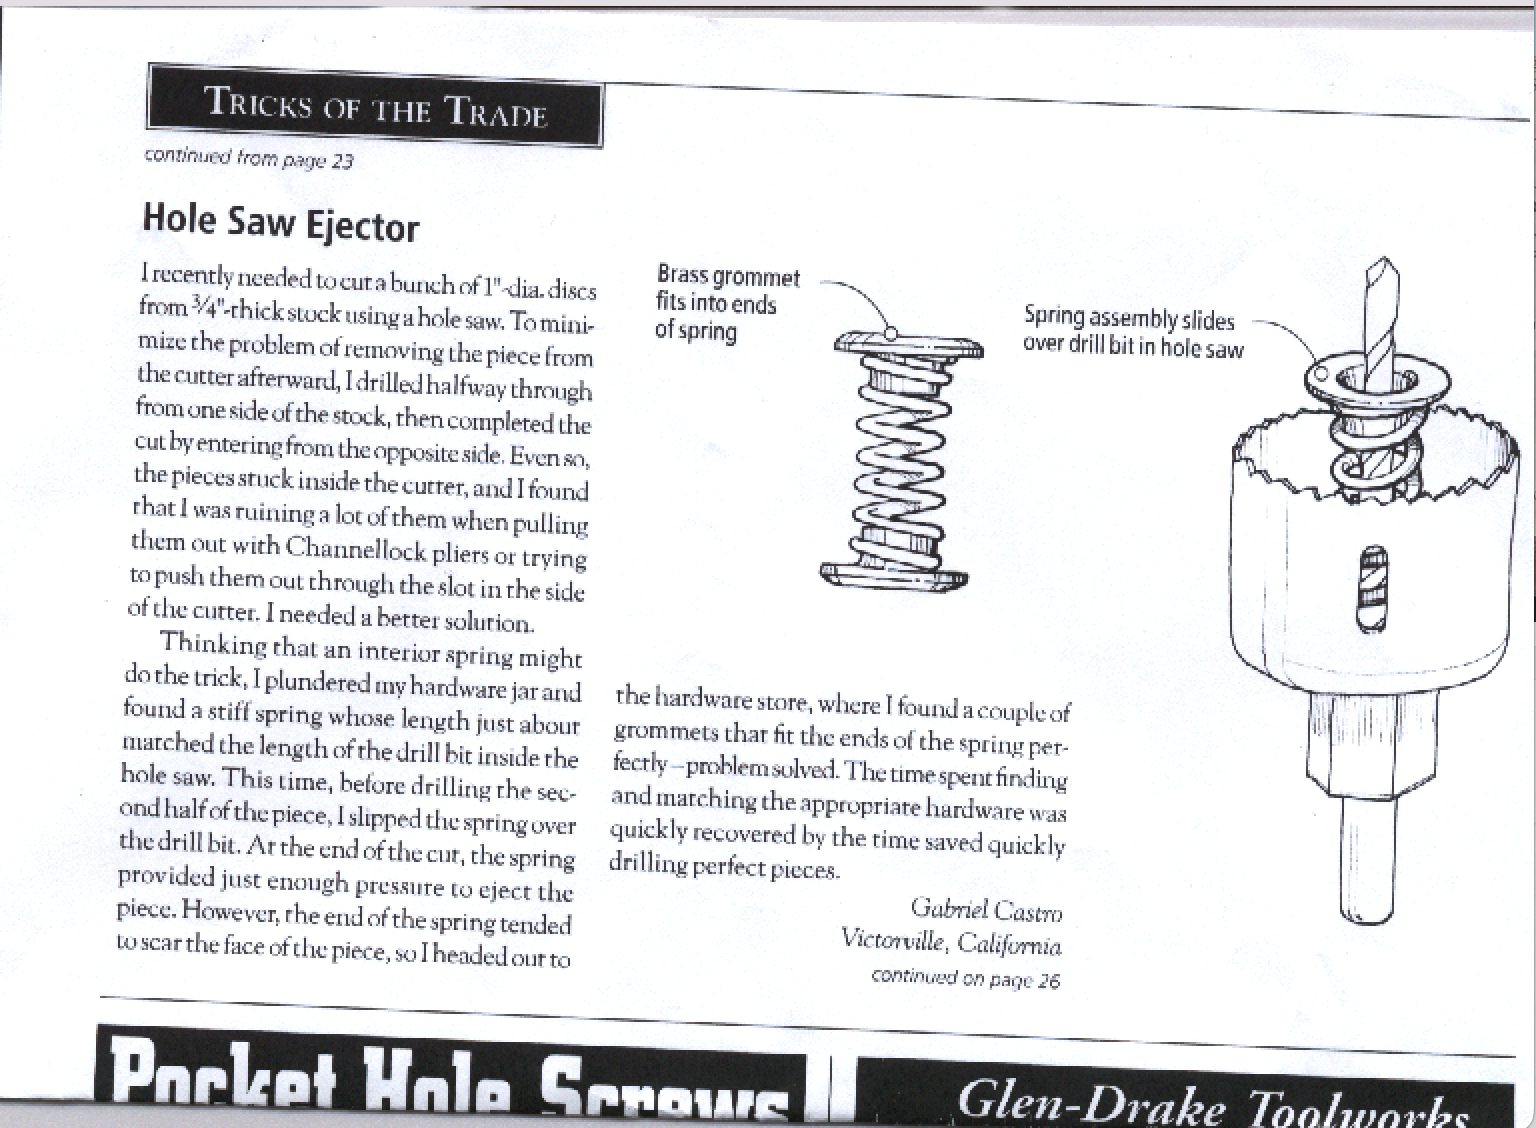 TRICKS OF THE TRADE
continued from page 23
Hole Saw Ejector
I recently needed to cut a bunch of 1"-dia. discs
from 3/4"-thick stock using a hole saw. To mini-
mize the problem of removing the piece from
the cutter afterward, I drilled halfway through
from one side of the stock, then completed the
cut by entering from the opposite side. Even so,
the pieces stuck inside the cutter, and I found
that I was ruining a lot of them when pulling
them out with Channellock pliers or trying
to push them out through the slot in the side
of the cutter. I needed a better solution.
Thinking that an interior spring might
do the trick, I plundered my hardware jar and
found a stiff spring whose length just about
matched the length of the drill bit inside the
hole saw. This time, before drilling the sec-
ond half of the piece, I slipped the spring over
the drill bit. At the end of the cut, the spring
provided just enough pressure to eject the
piece. However, the end of the spring tended
to scar the face of the piece, so I headed out to
Brass grommet
fits into ends
of spring
Spring assembly slides
over drill bit in hole saw
the hardware store, where I found a couple of
grommets that fit the ends of the spring per-
fectly–problem solved. The time spent finding
and matching the appropriate hardware was
quickly recovered by the time saved quickly
drilling perfect pieces.
Gabriel Castro
Victorville, California
continued on page 26
Pocket Hole Screws
Glen-Drake Toolworks